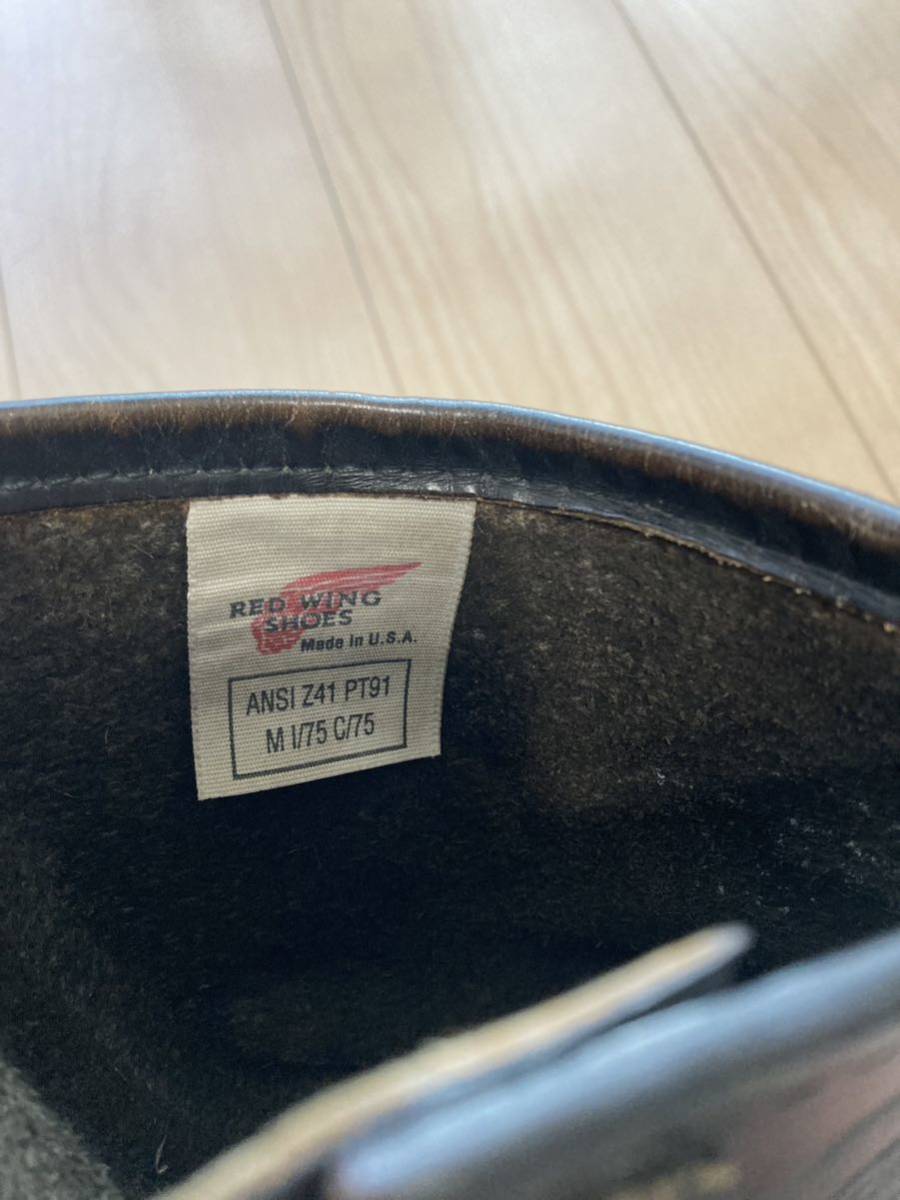 RED WING
SHOES
Made in U.S.A.
ANSI Z41 PT91
M I/75 C/75